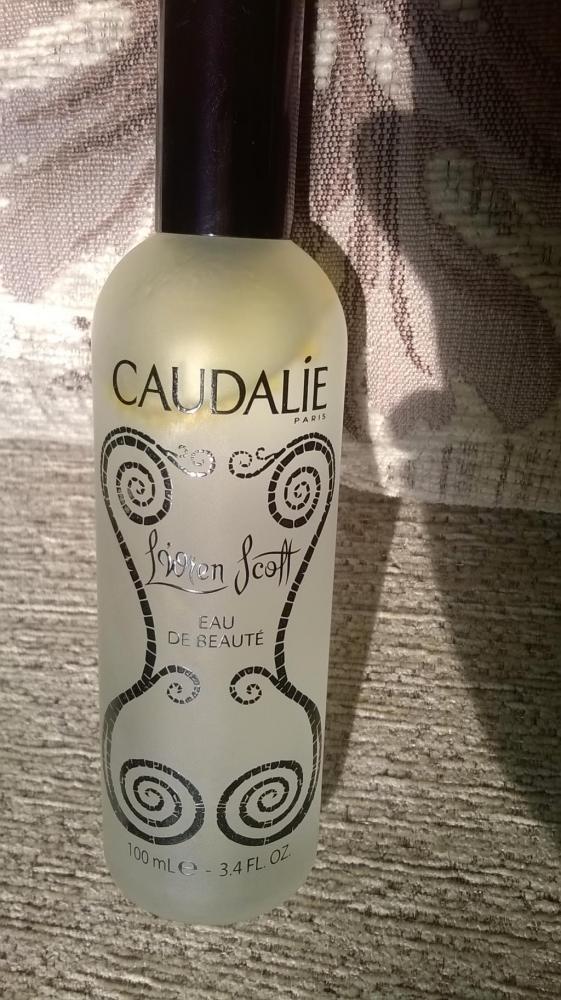 CAUDALIE
PARIS
L'Wren Scott
EAU
DE BEAUTÉ
100 mL ℮ - 3.4 FL. OZ.